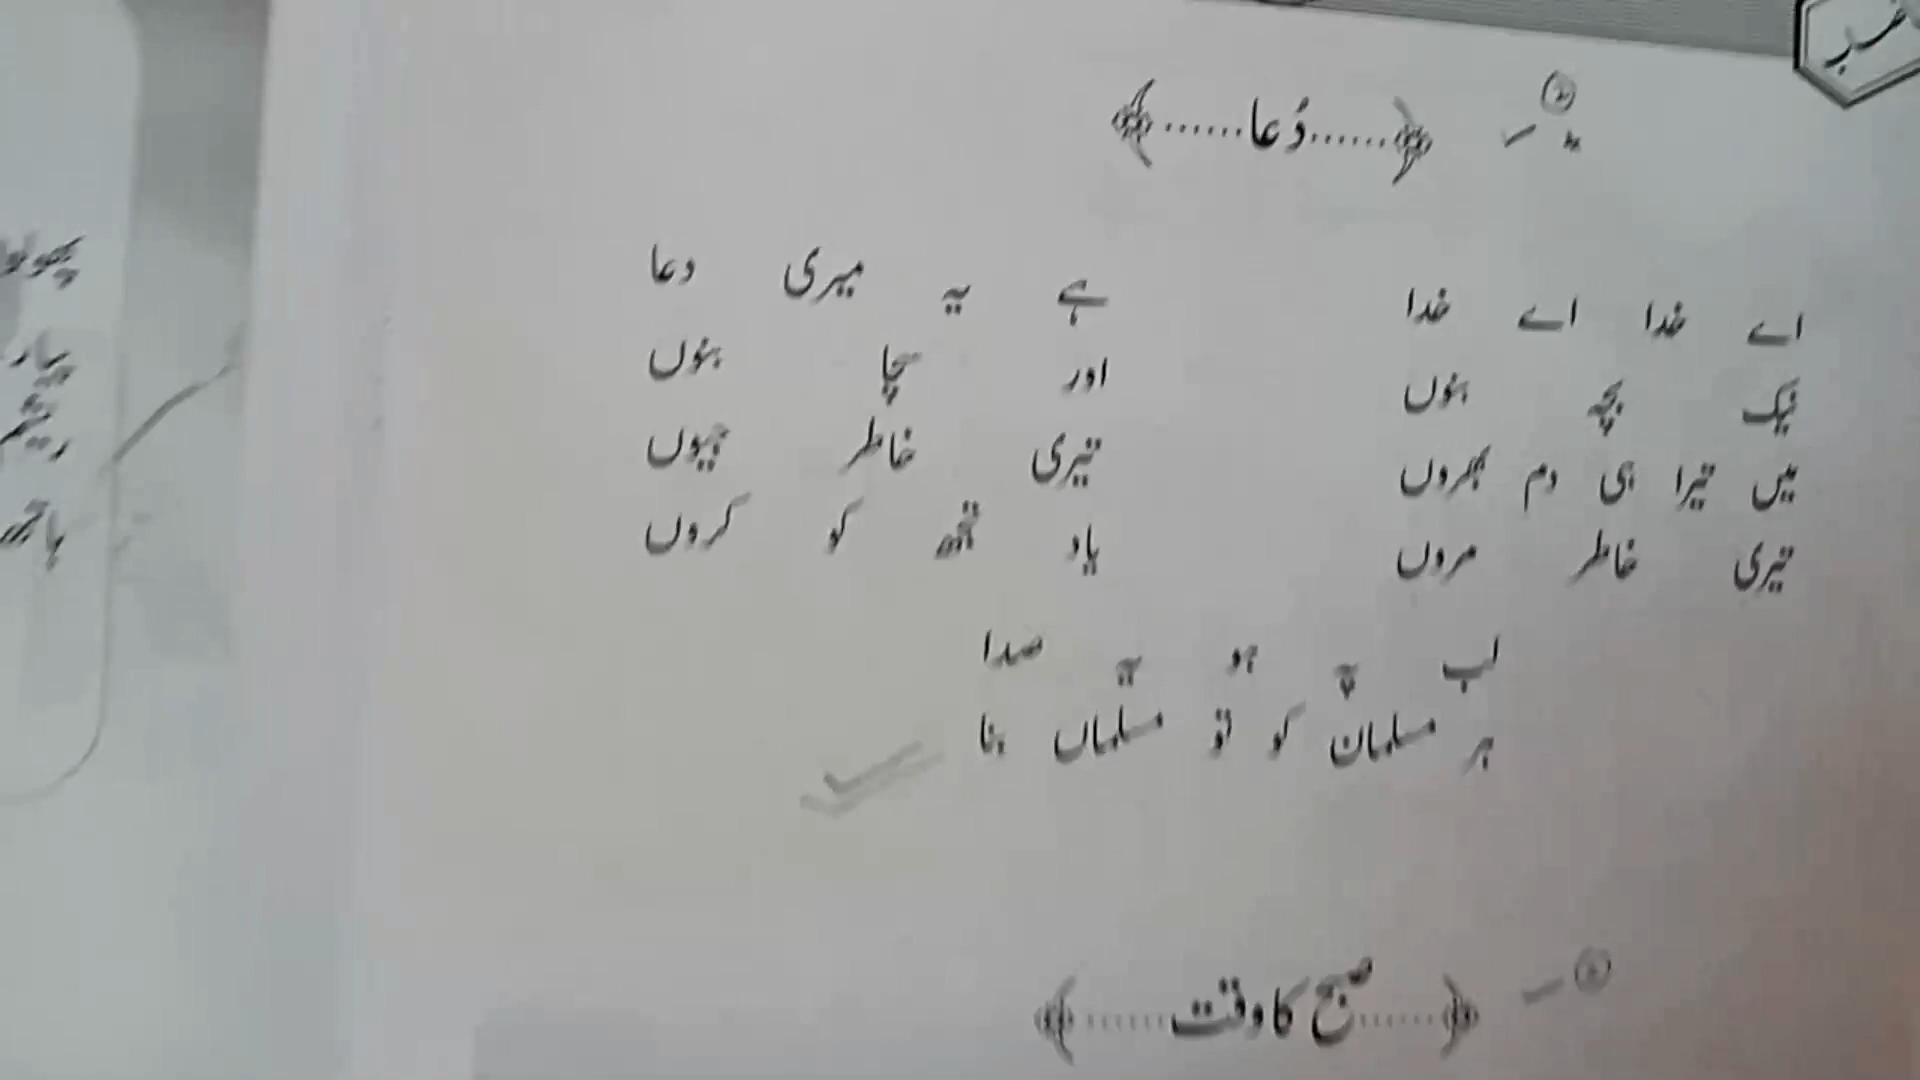 دُعا
اے خدا اے خدا ہے یہ میری دعا
نیک بچہ بنوں اور سچا بنوں
میں تیرا ہی دم بھروں تیری خاطر جیوں
تیری خاطر مروں یاد تجھ کو کروں
لب پہ ہو یہ صدا
ہر مسلمان کو تو مسلماں بنا
صبح کا وقت